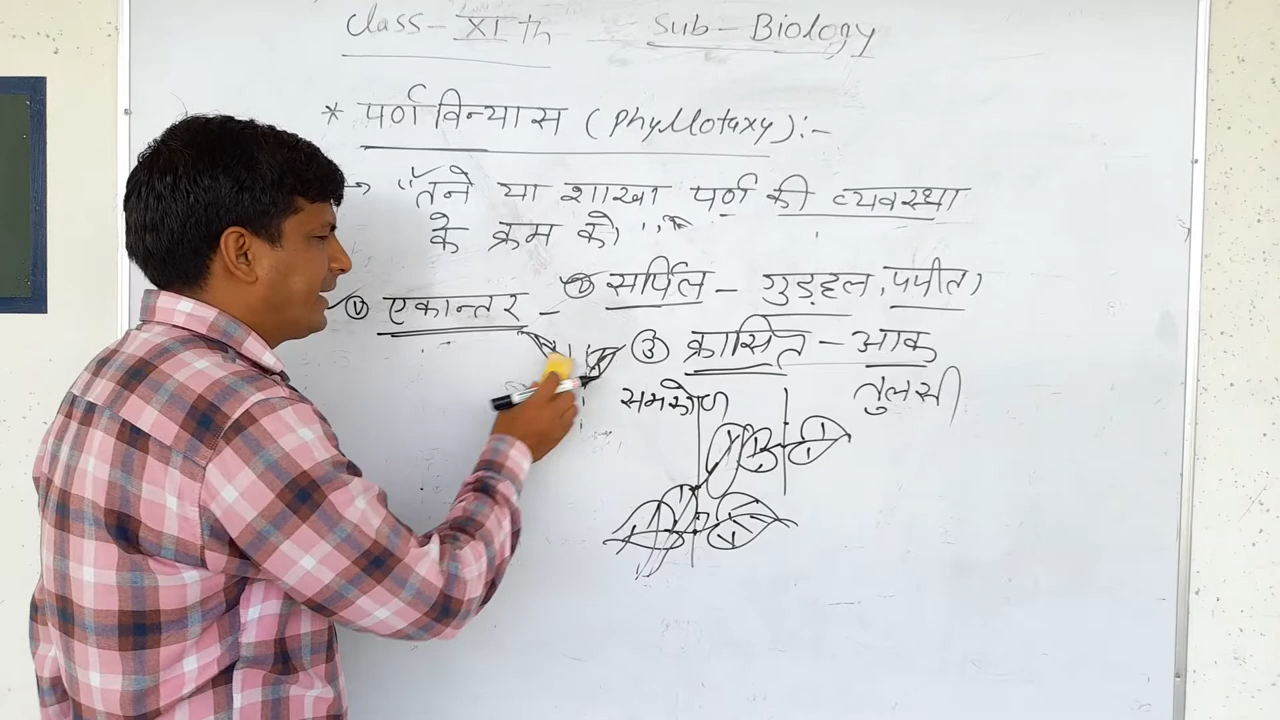 Class - XI th Sub - Biology
* पर्ण विन्यास (Phyllotaxy) :-
→ "तने या शाखा पर्ण की व्यवस्था
के क्रम को"
② सर्पिल - गुड़हल, पपीता
① एकान्तर -
③ क्रासित - आक
समकोण तुलसी